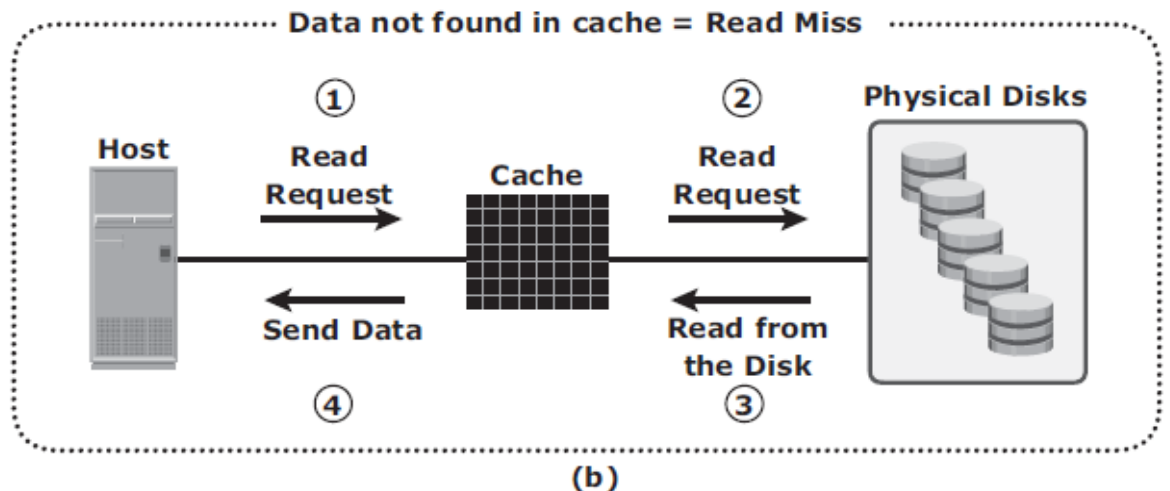 Data not found in cache = Read Miss
①
②
Physical Disks
Host
Read
Request
Cache
Read
Request
Send Data
Read from
the Disk
④
③
(b)